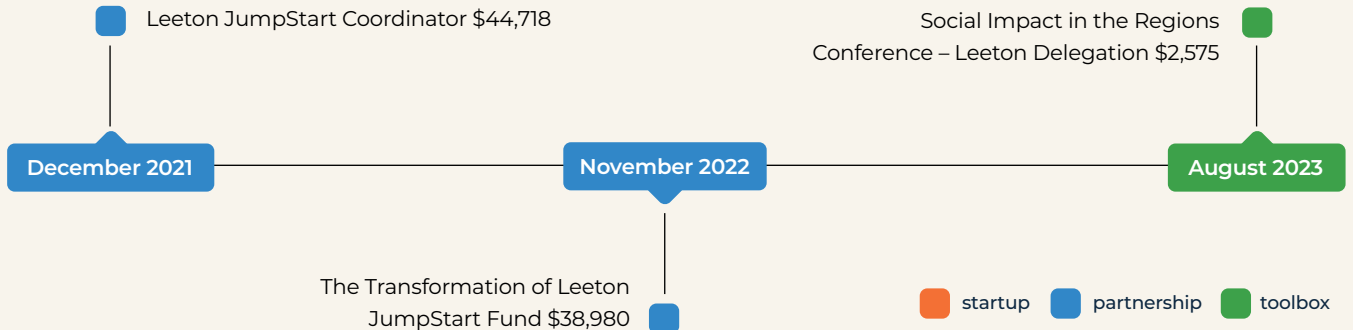 Leeton JumpStart Coordinator $44,718
Social Impact in the Regions
Conference – Leeton Delegation $2,575
December 2021
November 2022
August 2023
The Transformation of Leeton
JumpStart Fund $38,980
startup
partnership
toolbox